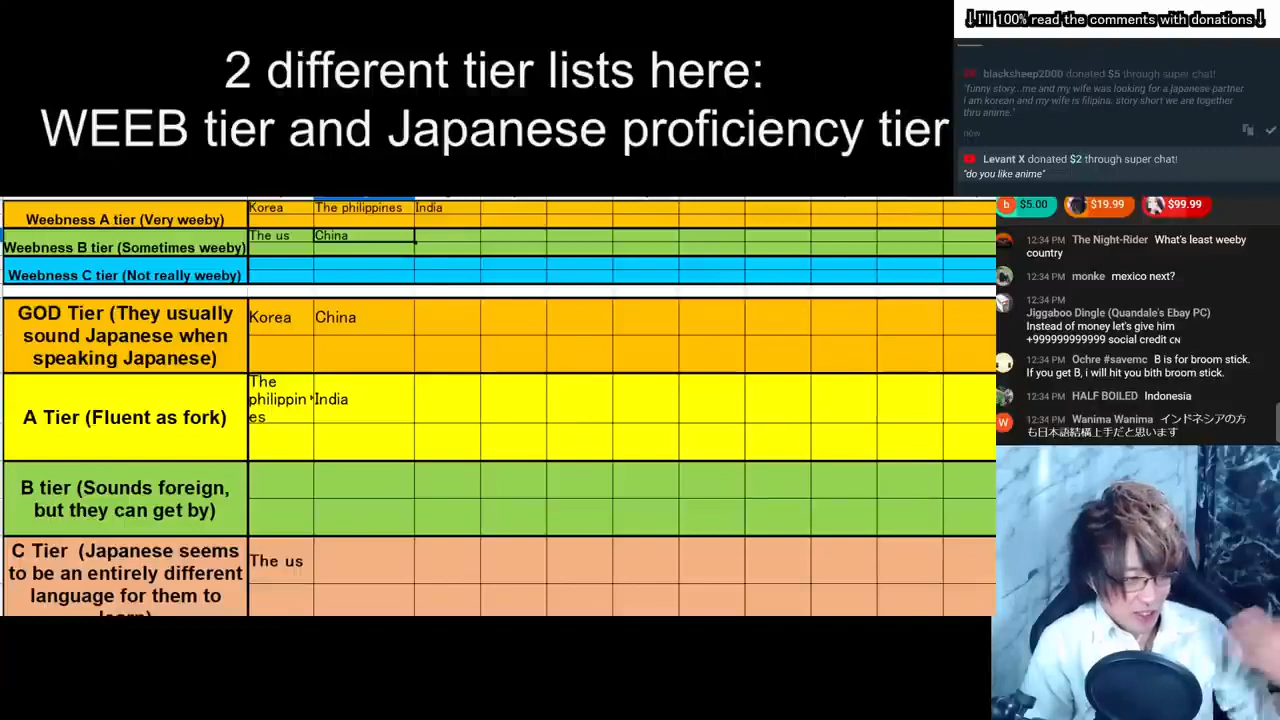 2 different tier lists here:
WEEB tier and Japanese proficiency tier
Weebness A tier (Very weeby)
Korea
The philippines
India
Weebness B tier (Sometimes weeby)
The us
China
Weebness C tier (Not really weeby)
GOD Tier (They usually
sound Japanese when
speaking Japanese)
Korea
China
A Tier (Fluent as fork)
The
philippin
es
India
B tier (Sounds foreign,
but they can get by)
C Tier (Japanese seems
to be an entirely different
language for them to
learn)
The us
↓I'll 100% read the comments with donations↓
blacksheep2000 donated $5 through super chat!
"funny story...me and my wife was looking for a japanese partner
I am korean and my wife is filipina. story short we are together
thru anime."
now
Levant X donated $2 through super chat!
"do you like anime"
b $5.00
$19.99
$99.99
12:34 PM The Night-Rider What's least weeby
country
12:34 PM monke mexico next?
12:34 PM
Jiggaboo Dingle (Quandale's Ebay PC)
Instead of money let's give him
+999999999999 social credit CN
12:34 PM Ochre #savemc B is for broom stick.
If you get B, i will hit you bith broom stick.
12:34 PM HALF BOILED Indonesia
W 12:34 PM Wanima Wanima インドネシアの方
も日本語結構上手だと思います